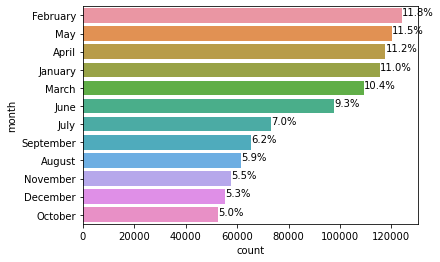 February 11.8%
May 11.5%
April 11.2%
January 11.0%
March 10.4%
June 9.3%
July 7.0%
September 6.2%
August 5.9%
November 5.5%
December 5.3%
October 5.0%
month
0 20000 40000 60000 80000 100000 120000
count